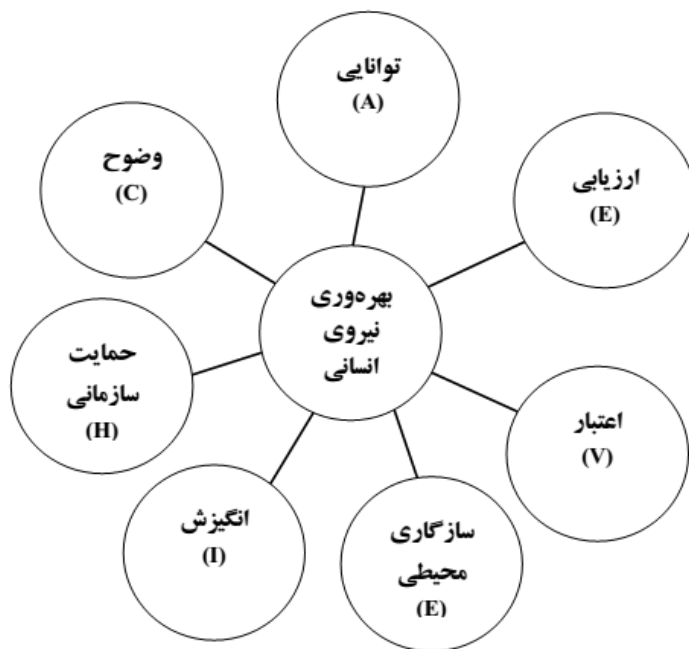 توانایی
(A)
ارزیابی
(E)
وضوح
(C)
بهره‌وری
نیروی
انسانی
حمایت
سازمانی
(H)
اعتبار
(V)
انگیزش
(I)
سازگاری
محیطی
(E)